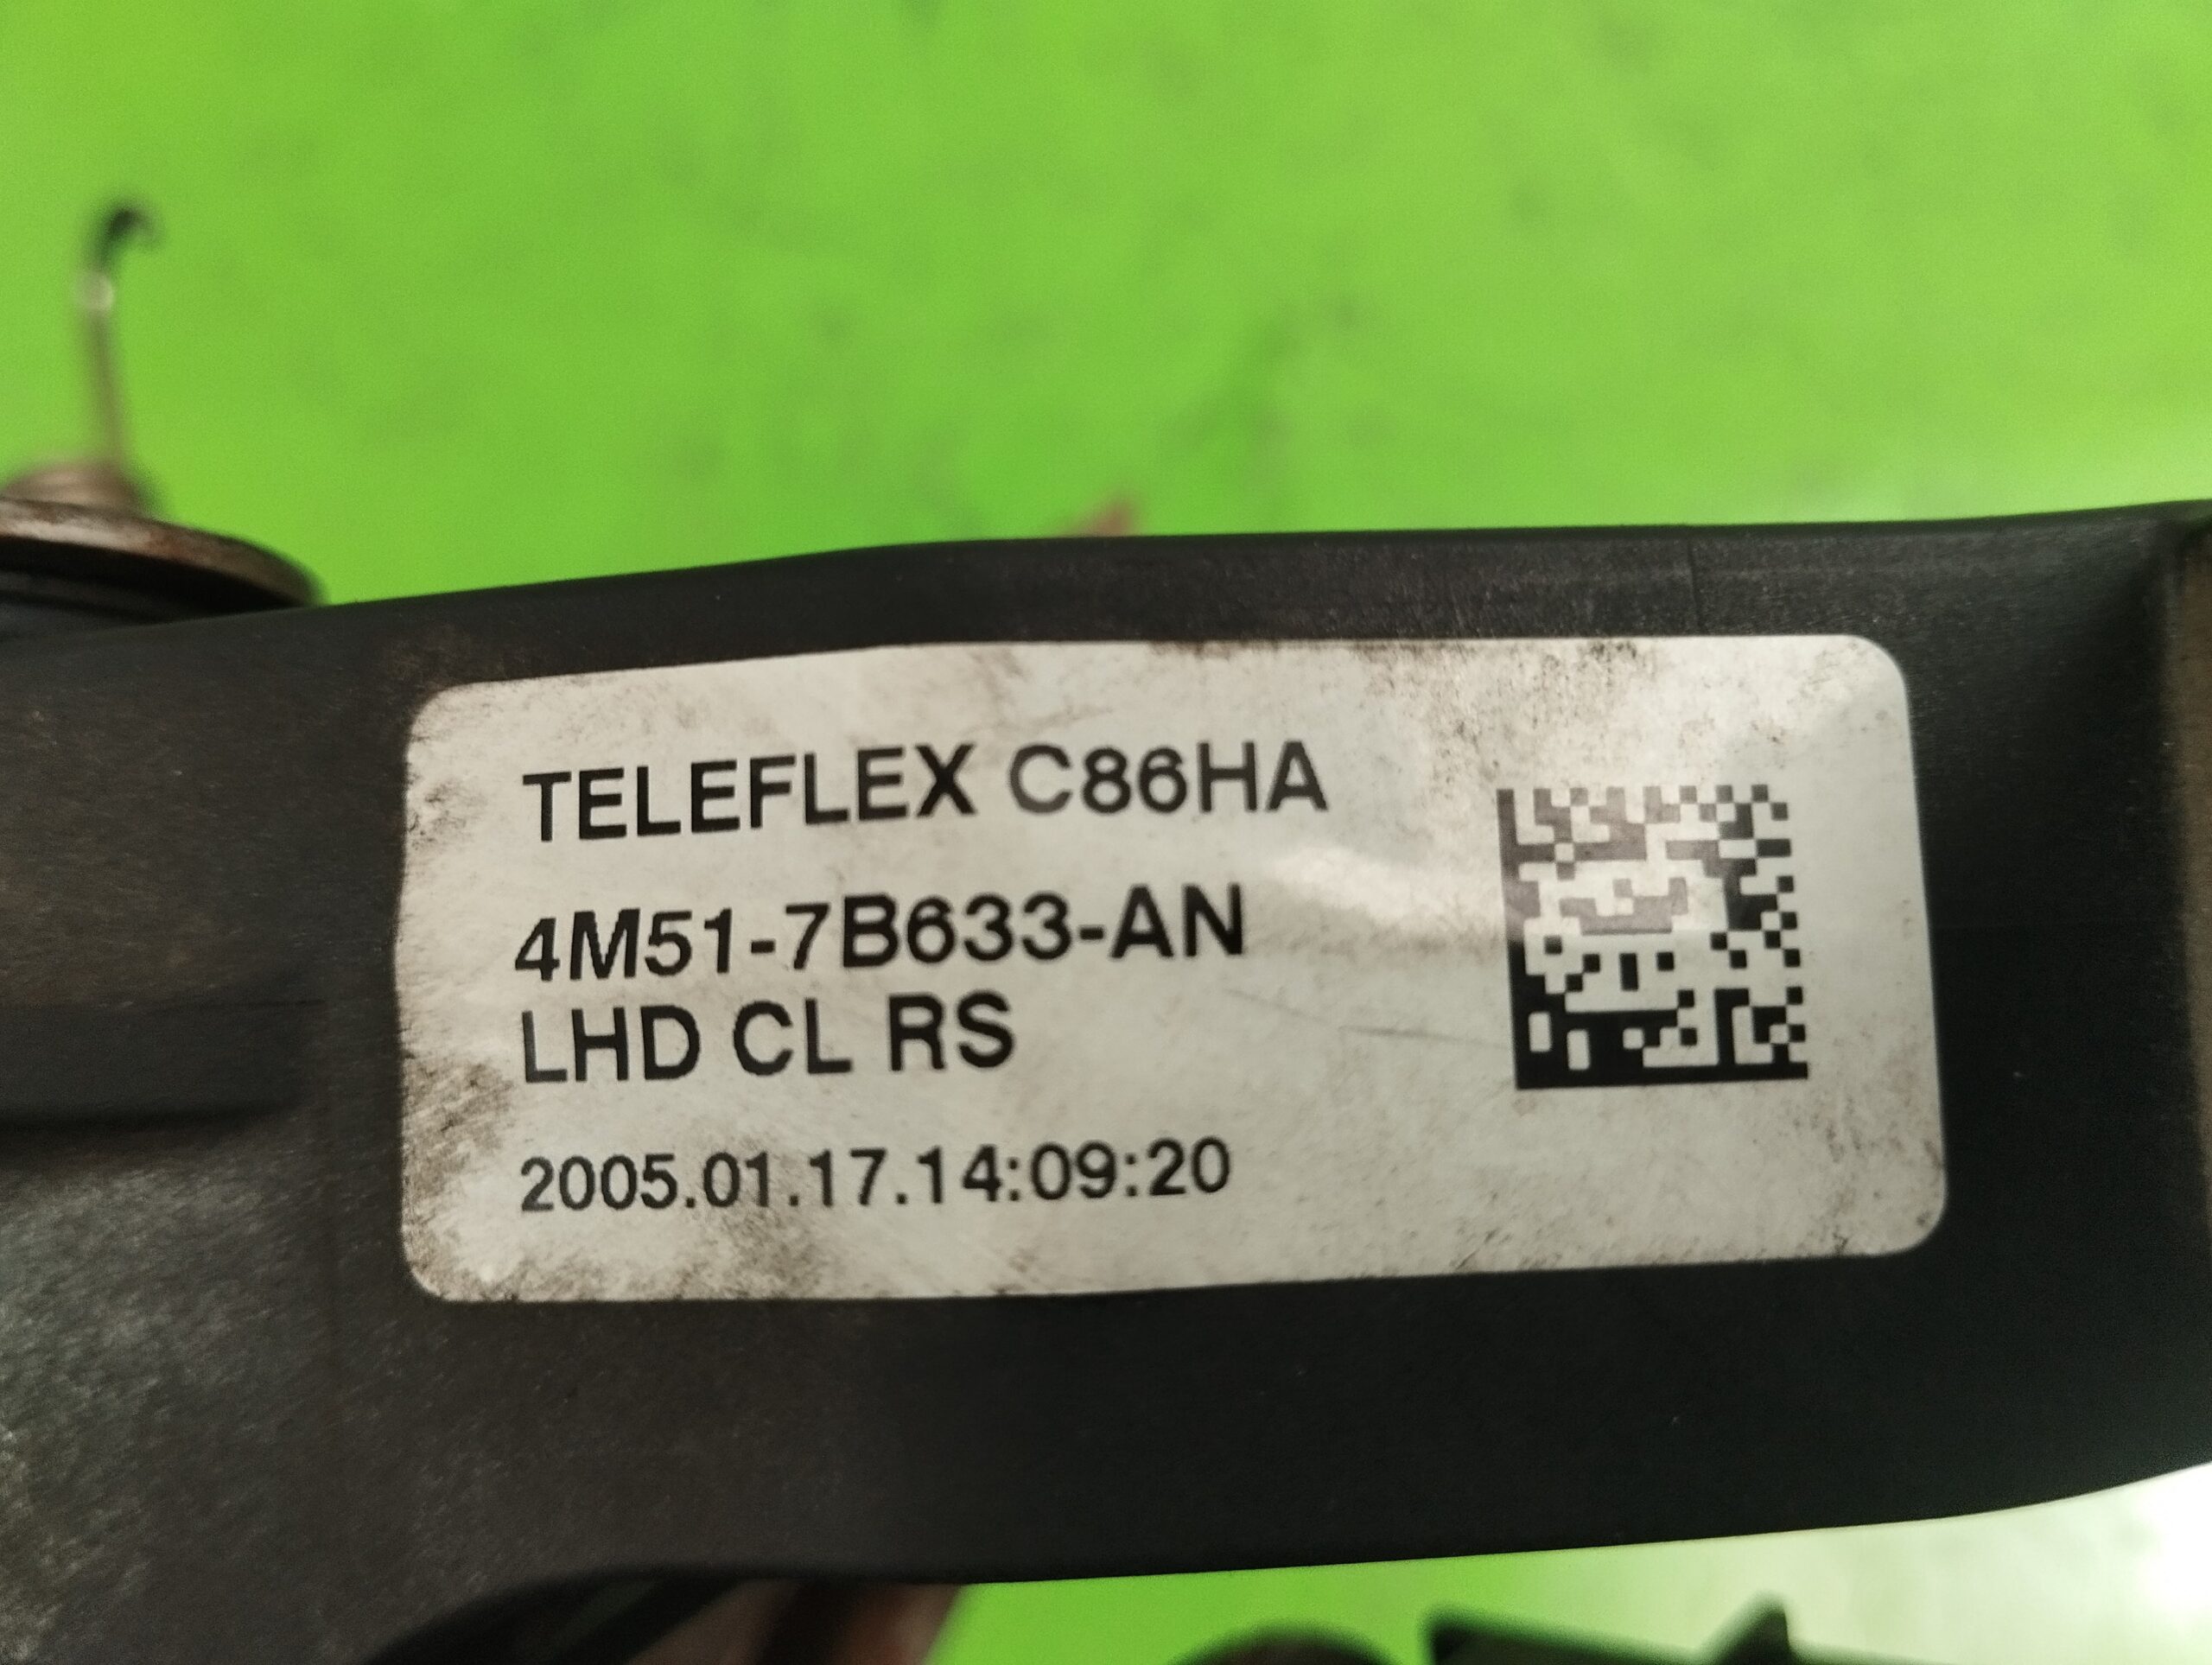 TELEFLEX C86HA
4M51-7B633-AN
LHD CL RS
2005.01.17.14:09:20